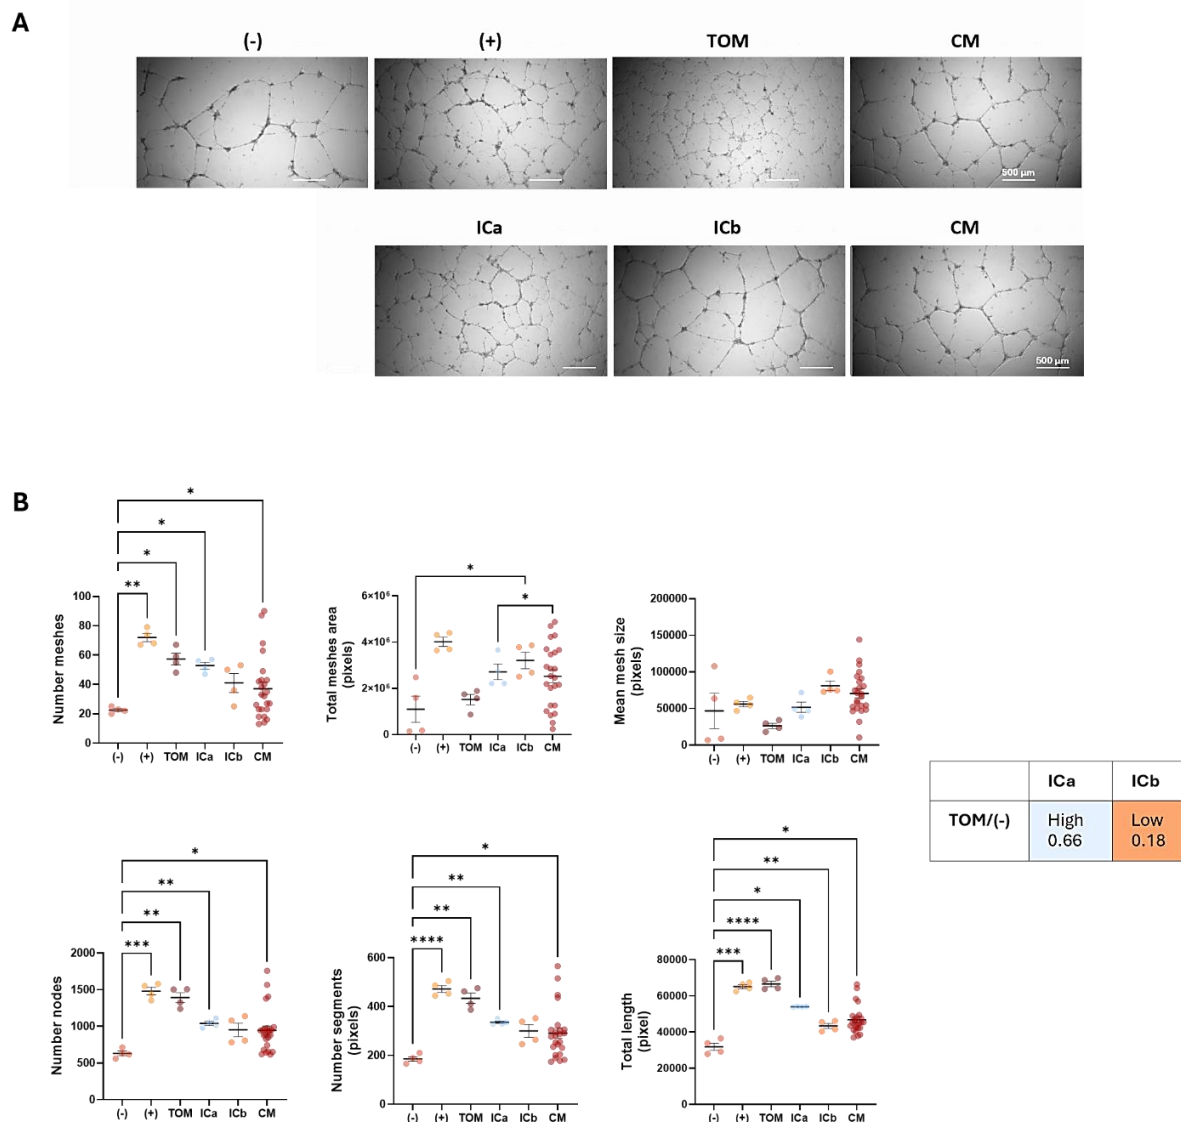 A
(-) (+) TOM CM
500 µm
ICa ICb CM
500 µm
B
*
*
*
**
100
80
60
40
20
0
Number meshes
(-) (+) TOM ICa ICb CM
*
*
6×10⁶
4×10⁶
2×10⁶
0
Total meshes area
(pixels)
(-) (+) TOM ICa ICb CM
200000
150000
100000
50000
0
Mean mesh size
(pixels)
(-) (+) TOM ICa ICb CM
ICa ICb
TOM/(-) High Low
0.66 0.18
*
**
**
***
2000
1500
1000
500
0
Number nodes
(-) (+) TOM ICa ICb CM
*
**
**
****
600
400
200
0
Number segments
(pixels)
(-) (+) TOM ICa ICb CM
*
**
*
****
***
80000
60000
40000
20000
0
Total length
(pixel)
(-) (+) TOM ICa ICb CM